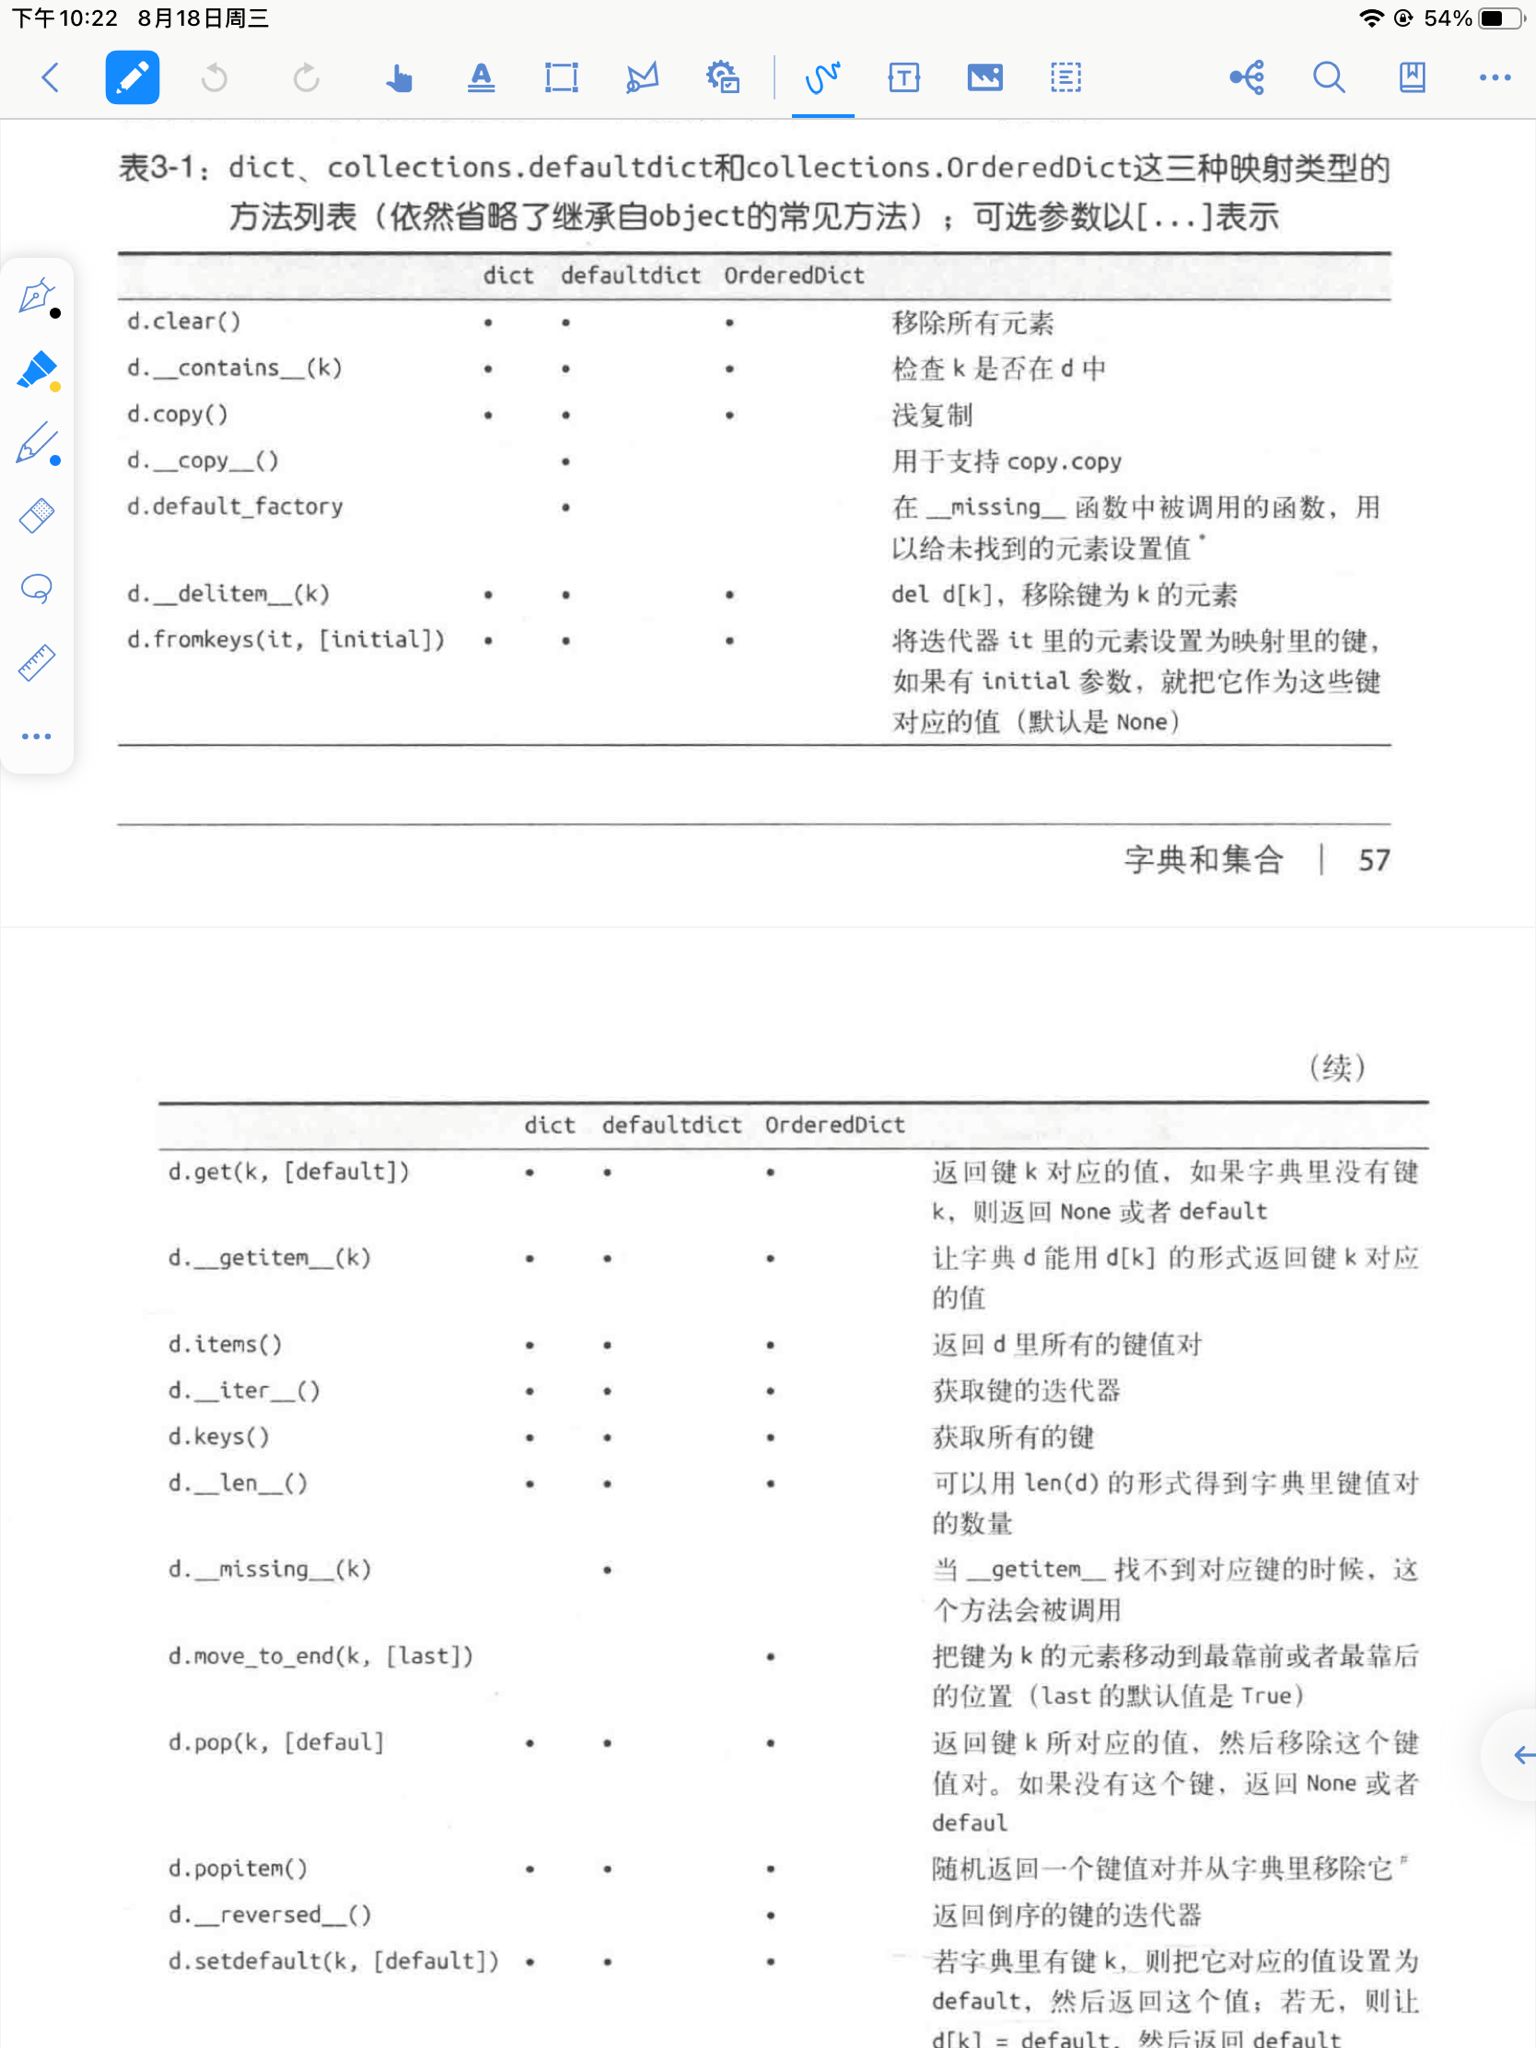 下午10:22 8月18日周三 54%
表3-1：dict、collections.defaultdict和collections.OrderedDict这三种映射类型的
方法列表（依然省略了继承自object的常见方法）；可选参数以[...]表示
dict defaultdict OrderedDict
d.clear() • • • 移除所有元素
d.__contains__(k) • • • 检查 k 是否在 d 中
d.copy() • • • 浅复制
d.__copy__() • 用于支持 copy.copy
d.default_factory • 在 __missing__ 函数中被调用的函数，用
以给未找到的元素设置值*
d.__delitem__(k) • • • del d[k]，移除键为 k 的元素
d.fromkeys(it, [initial]) • • • 将迭代器 it 里的元素设置为映射里的键，
如果有 initial 参数，就把它作为这些键
对应的值（默认是 None）
字典和集合 | 57
（续）
dict defaultdict OrderedDict
d.get(k, [default]) • • • 返回键 k 对应的值，如果字典里没有键
k，则返回 None 或者 default
d.__getitem__(k) • • • 让字典 d 能用 d[k] 的形式返回键 k 对应
的值
d.items() • • • 返回 d 里所有的键值对
d.__iter__() • • • 获取键的迭代器
d.keys() • • • 获取所有的键
d.__len__() • • • 可以用 len(d) 的形式得到字典里键值对
的数量
d.__missing__(k) • 当 __getitem__ 找不到对应键的时候，这
个方法会被调用
d.move_to_end(k, [last]) • 把键为 k 的元素移动到最靠前或者最靠后
的位置（last 的默认值是 True）
d.pop(k, [defaul] • • • 返回键 k 所对应的值，然后移除这个键
值对。如果没有这个键，返回 None 或者
defaul
d.popitem() • • • 随机返回一个键值对并从字典里移除它
d.__reversed__() • 返回倒序的键的迭代器
d.setdefault(k, [default]) • • • 若字典里有键 k，则把它对应的值设置为
default，然后返回这个值；若无，则让
d[k] = default，然后返回 default